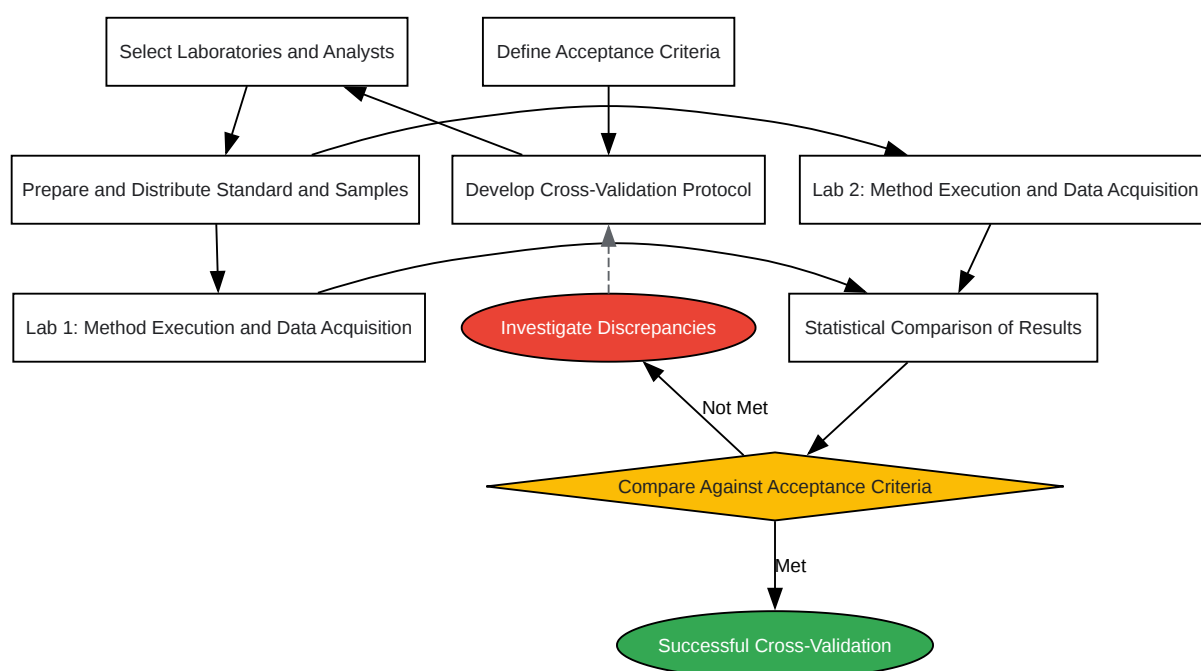 Select Laboratories and Analysts
Define Acceptance Criteria
Prepare and Distribute Standard and Samples
Develop Cross-Validation Protocol
Lab 2: Method Execution and Data Acquisition
Lab 1: Method Execution and Data Acquisition
Investigate Discrepancies
Statistical Comparison of Results
Not Met
Compare Against Acceptance Criteria
Met
Successful Cross-Validation